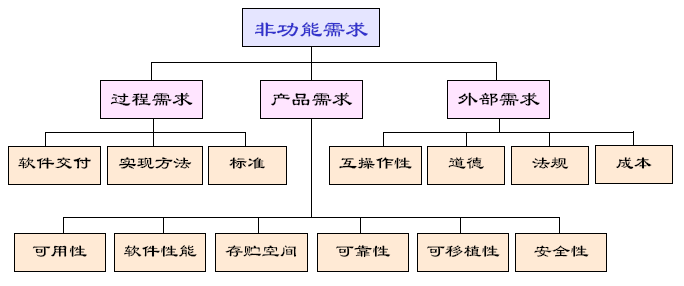 非功能需求
过程需求
产品需求
外部需求
软件交付
实现方法
标准
互操作性
道德
法规
成本
可用性
软件性能
存贮空间
可靠性
可移植性
安全性